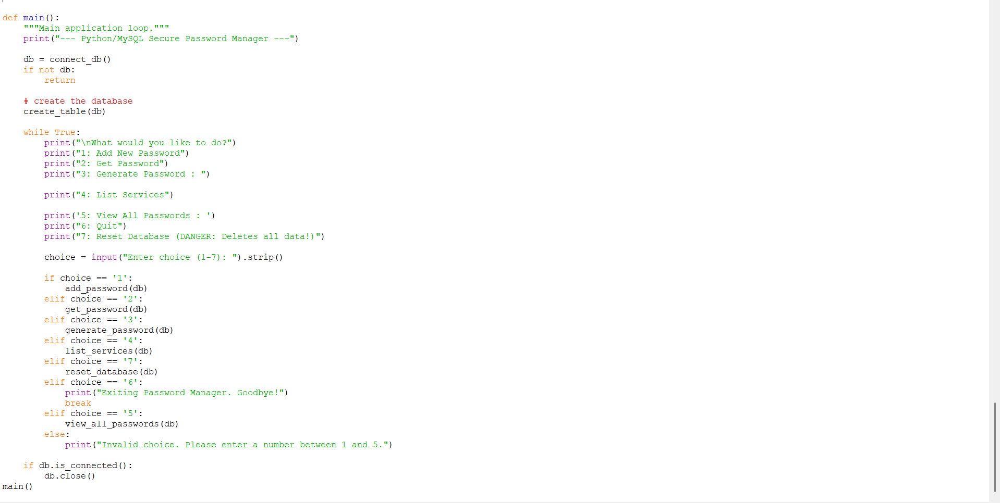 def main():
    """Main application loop."""
    print("--- Python/MySQL Secure Password Manager ---")

    db = connect_db()
    if not db:
        return

    # create the database
    create_table(db)

    while True:
        print("\nWhat would you like to do?")
        print("1: Add New Password")
        print("2: Get Password")
        print("3: Generate Password : ")

        print("4: List Services")

        print('5: View All Passwords : ')
        print("6: Quit")
        print("7: Reset Database (DANGER: Deletes all data!)")

        choice = input("Enter choice (1-7): ").strip()

        if choice == '1':
            add_password(db)
        elif choice == '2':
            get_password(db)
        elif choice == '3':
            generate_password(db)
        elif choice == '4':
            list_services(db)
        elif choice == '7':
            reset_database(db)
        elif choice == '6':
            print("Exiting Password Manager. Goodbye!")
            break
        elif choice == '5':
            view_all_passwords(db)
        else:
            print("Invalid choice. Please enter a number between 1 and 5.")

    if db.is_connected():
        db.close()
main()